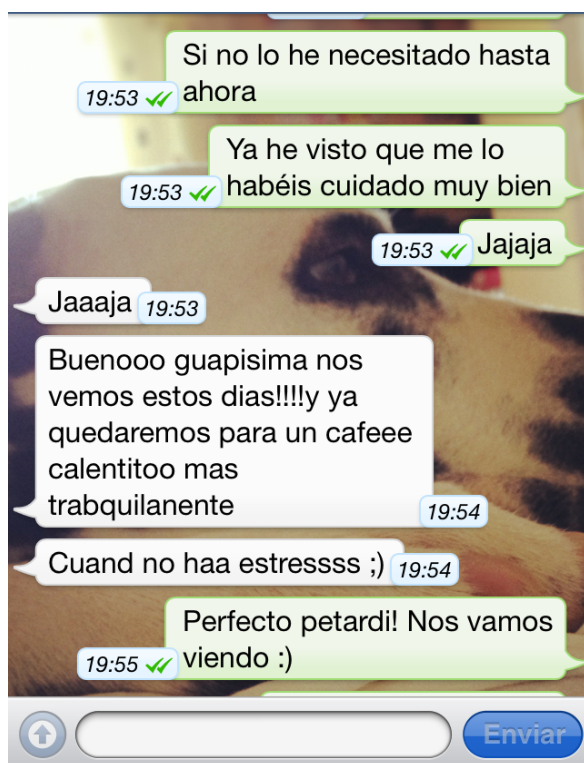 Si no lo he necesitado hasta
ahora
19:53
Ya he visto que me lo
habéis cuidado muy bien
19:53
Jajaja
19:53
Jaaaja
19:53
Buenooo guapisima nos
vemos estos dias!!!!y ya
quedaremos para un cafeee
calentitoo mas
trabquilanente
19:54
Cuand no haa estressss ;)
19:54
Perfecto petardi! Nos vamos
viendo :)
19:55
Enviar